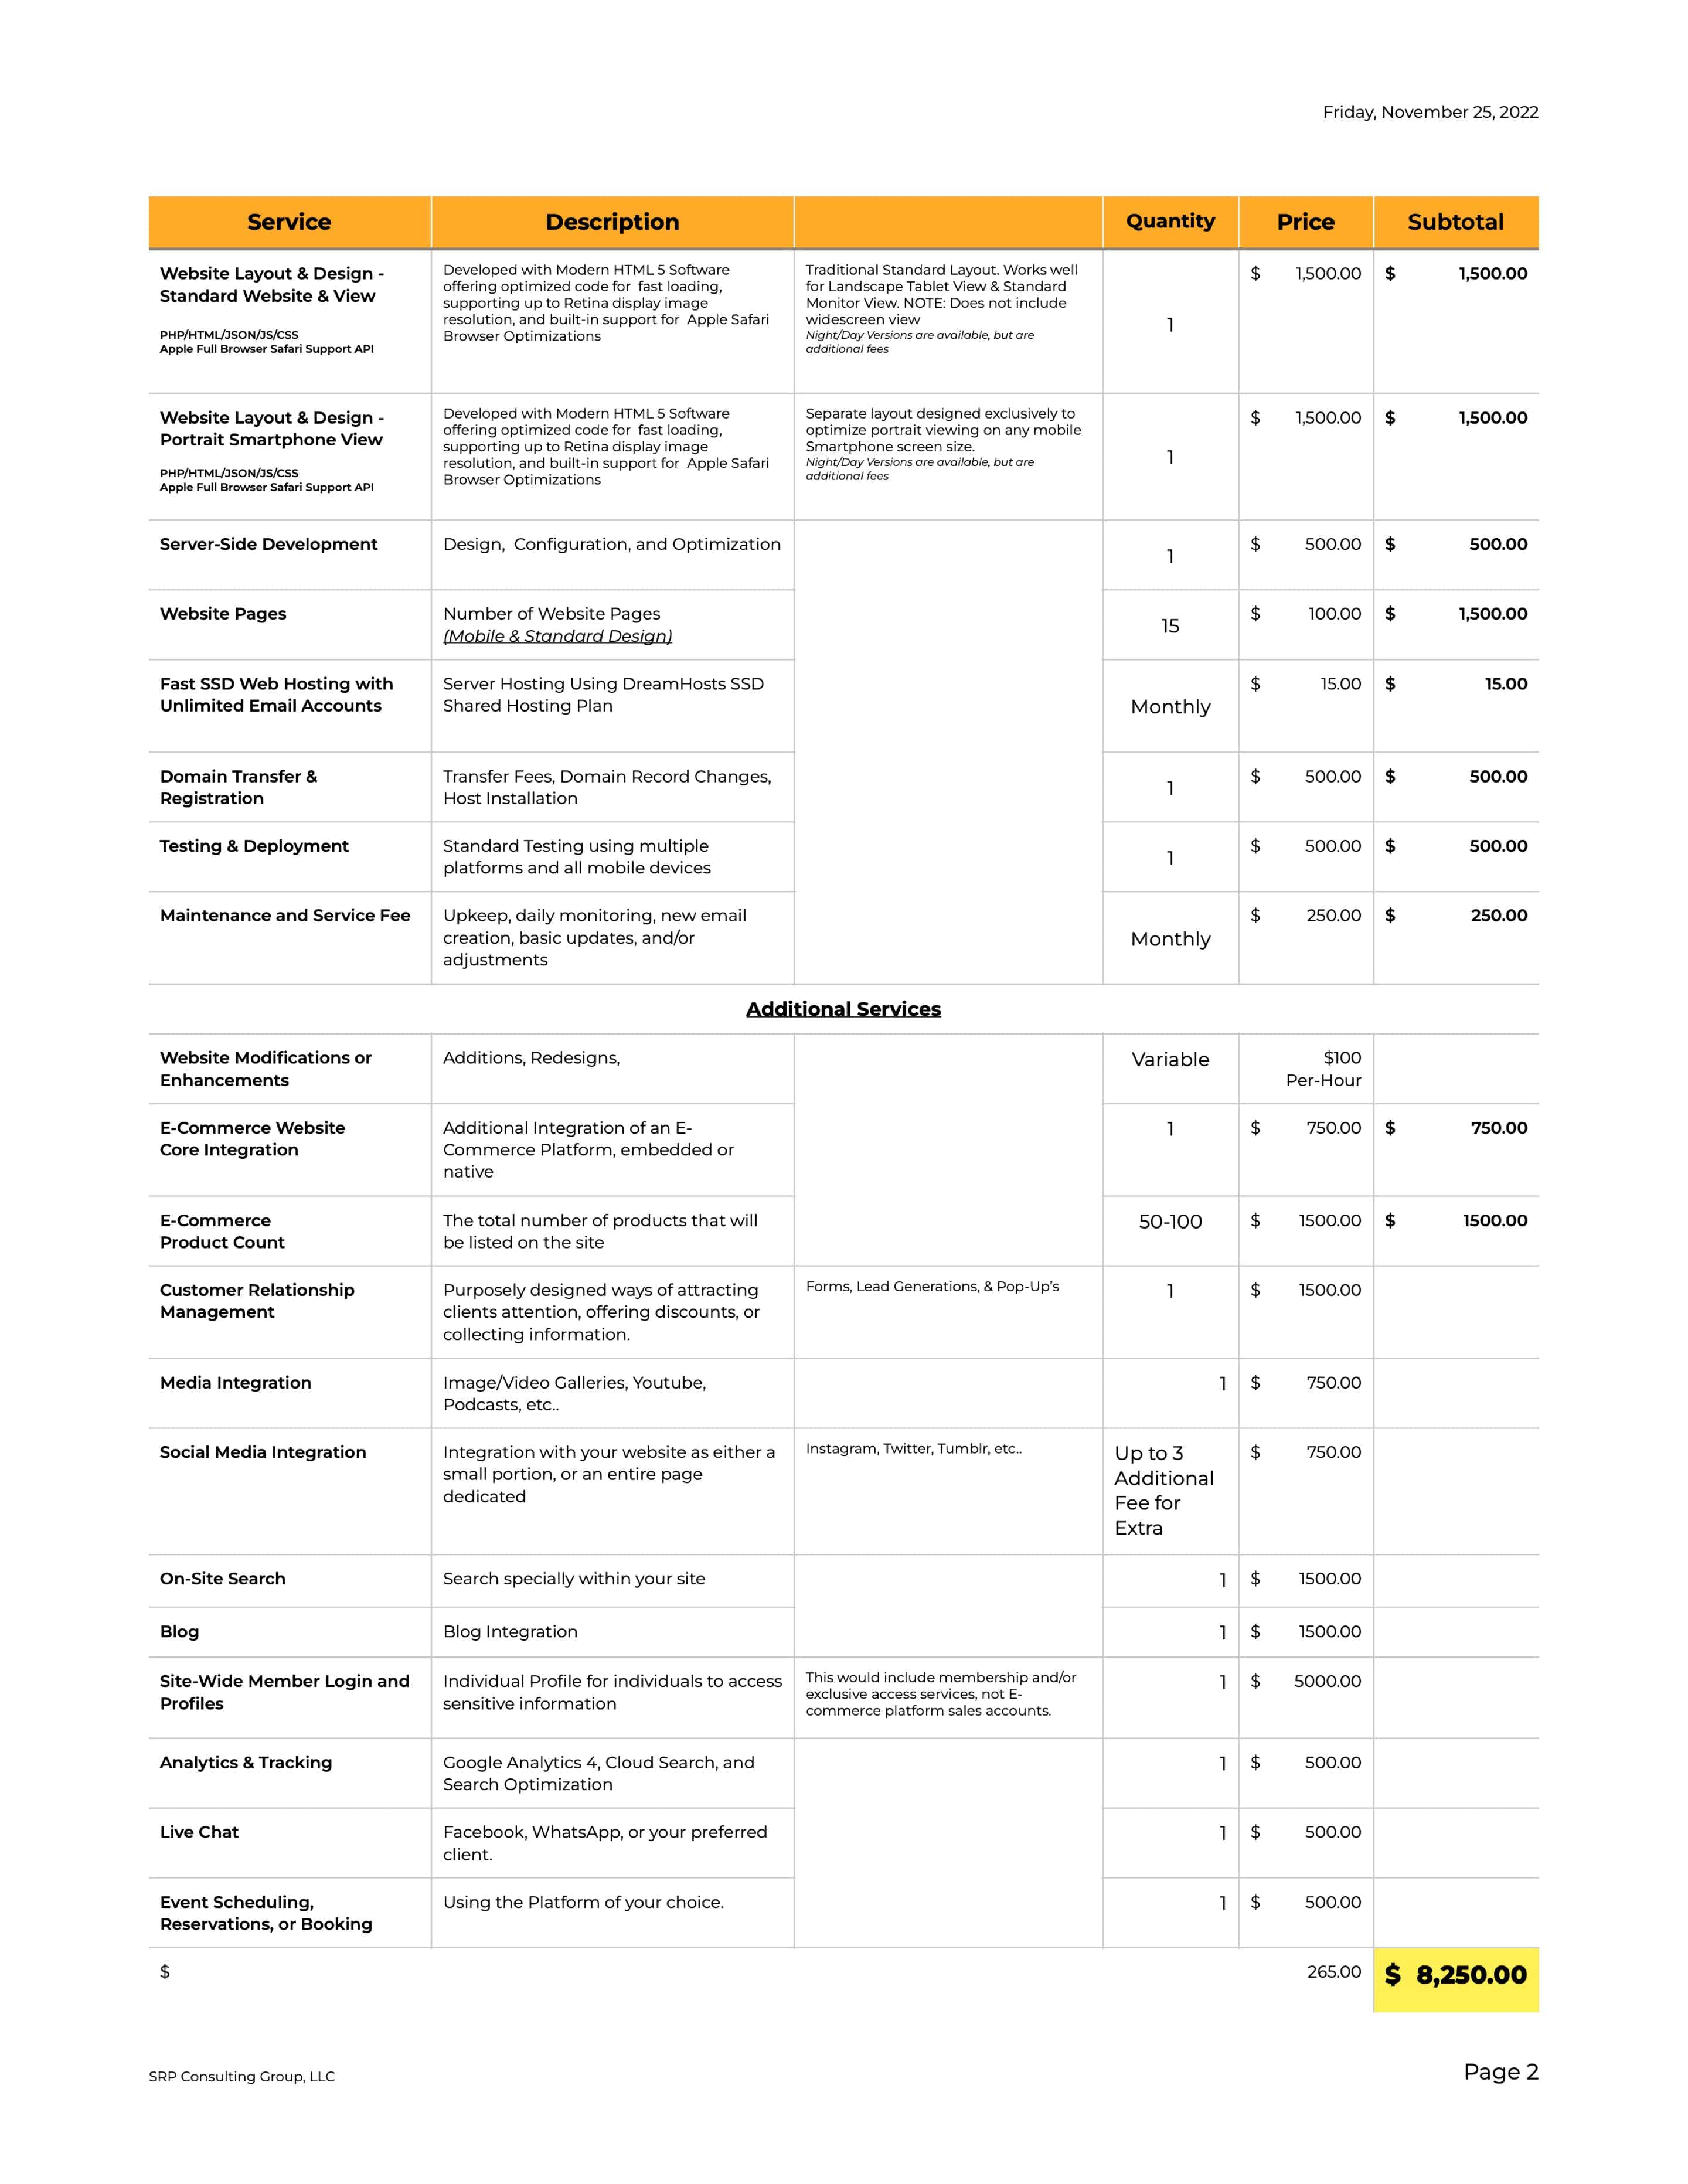 Friday, November 25, 2022
Service Description Quantity Price Subtotal
Website Layout & Design -
Standard Website & View
PHP/HTML/JSON/JS/CSS
Apple Full Browser Safari Support API
Developed with Modern HTML 5 Software
offering optimized code for fast loading,
supporting up to Retina display image
resolution, and built-in support for Apple Safari
Browser Optimizations
Traditional Standard Layout. Works well
for Landscape Tablet View & Standard
Monitor View. NOTE: Does not include
widescreen view
Night/Day Versions are available, but are
additional fees
1
$ 1,500.00
$ 1,500.00
Website Layout & Design -
Portrait Smartphone View
PHP/HTML/JSON/JS/CSS
Apple Full Browser Safari Support API
Developed with Modern HTML 5 Software
offering optimized code for fast loading,
supporting up to Retina display image
resolution, and built-in support for Apple Safari
Browser Optimizations
Separate layout designed exclusively to
optimize portrait viewing on any mobile
Smartphone screen size.
Night/Day Versions are available, but are
additional fees
1
$ 1,500.00
$ 1,500.00
Server-Side Development
Design, Configuration, and Optimization
1
$ 500.00
$ 500.00
Website Pages
Number of Website Pages
(Mobile & Standard Design)
15
$ 100.00
$ 1,500.00
Fast SSD Web Hosting with
Unlimited Email Accounts
Server Hosting Using DreamHosts SSD
Shared Hosting Plan
Monthly
$ 15.00
$ 15.00
Domain Transfer &
Registration
Transfer Fees, Domain Record Changes,
Host Installation
1
$ 500.00
$ 500.00
Testing & Deployment
Standard Testing using multiple
platforms and all mobile devices
1
$ 500.00
$ 500.00
Maintenance and Service Fee
Upkeep, daily monitoring, new email
creation, basic updates, and/or
adjustments
Monthly
$ 250.00
$ 250.00
Additional Services
Website Modifications or
Enhancements
Additions, Redesigns,
Variable
$100
Per-Hour
E-Commerce Website
Core Integration
Additional Integration of an E-
Commerce Platform, embedded or
native
1
$ 750.00
$ 750.00
E-Commerce
Product Count
The total number of products that will
be listed on the site
50-100
$ 1500.00
$ 1500.00
Customer Relationship
Management
Purposely designed ways of attracting
clients attention, offering discounts, or
collecting information.
Forms, Lead Generations, & Pop-Up's
1
$ 1500.00
Media Integration
Image/Video Galleries, Youtube,
Podcasts, etc..
1
$ 750.00
Social Media Integration
Integration with your website as either a
small portion, or an entire page
dedicated
Instagram, Twitter, Tumblr, etc..
Up to 3
Additional
Fee for
Extra
$ 750.00
On-Site Search
Search specially within your site
1
$ 1500.00
Blog
Blog Integration
1
$ 1500.00
Site-Wide Member Login and
Profiles
Individual Profile for individuals to access
sensitive information
This would include membership and/or
exclusive access services, not E-
commerce platform sales accounts.
1
$ 5000.00
Analytics & Tracking
Google Analytics 4, Cloud Search, and
Search Optimization
1
$ 500.00
Live Chat
Facebook, WhatsApp, or your preferred
client.
1
$ 500.00
Event Scheduling,
Reservations, or Booking
Using the Platform of your choice.
1
$ 500.00
$ 265.00
$ 8,250.00
SRP Consulting Group, LLC
Page 2